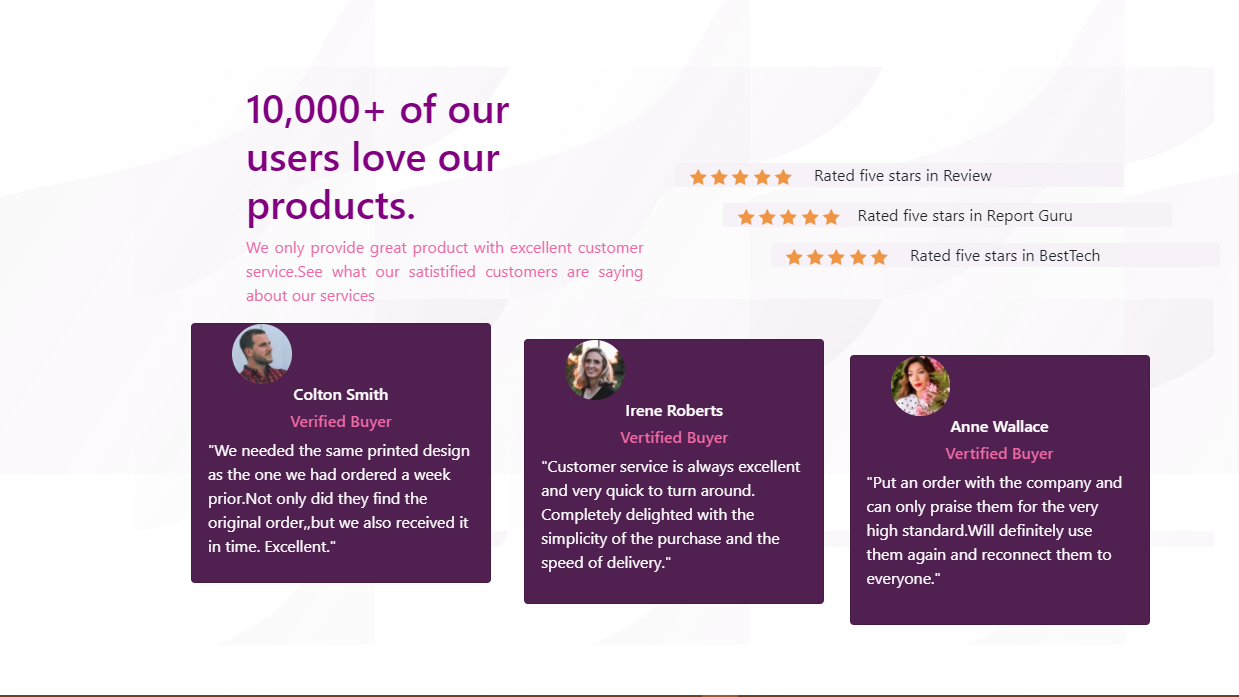 10,000+ of our
users love our
products.
We only provide great product with excellent customer
service.See what our satistified customers are saying
about our services
Rated five stars in Review
Rated five stars in Report Guru
Rated five stars in BestTech
Colton Smith
Verified Buyer
"We needed the same printed design
as the one we had ordered a week
prior.Not only did they find the
original order,,but we also received it
in time. Excellent."
Irene Roberts
Vertified Buyer
"Customer service is always excellent
and very quick to turn around.
Completely delighted with the
simplicity of the purchase and the
speed of delivery."
Anne Wallace
Vertified Buyer
"Put an order with the company and
can only praise them for the very
high standard.Will definitely use
them again and reconnect them to
everyone."